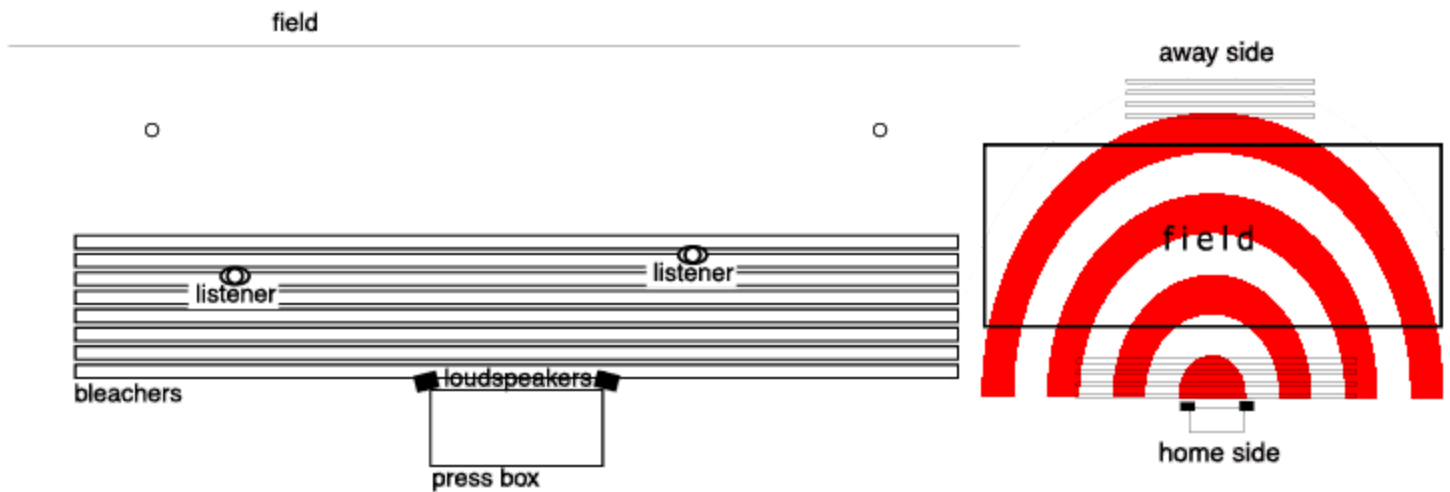 field
away side
field
listener
listener
loudspeakers
bleachers
press box
home side